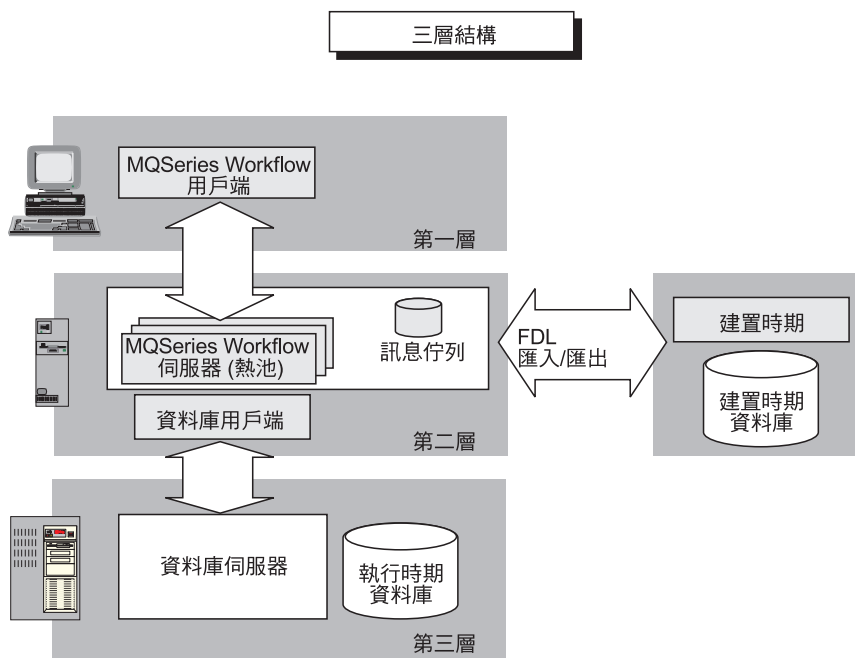 三層結構
MQSeries Workflow
用戶端
第一層
MQSeries Workflow
伺服器 (熱池)
訊息佇列
資料庫用戶端
第二層
FDL
匯入/匯出
建置時期
建置時期
資料庫
資料庫伺服器
執行時期
資料庫
第三層